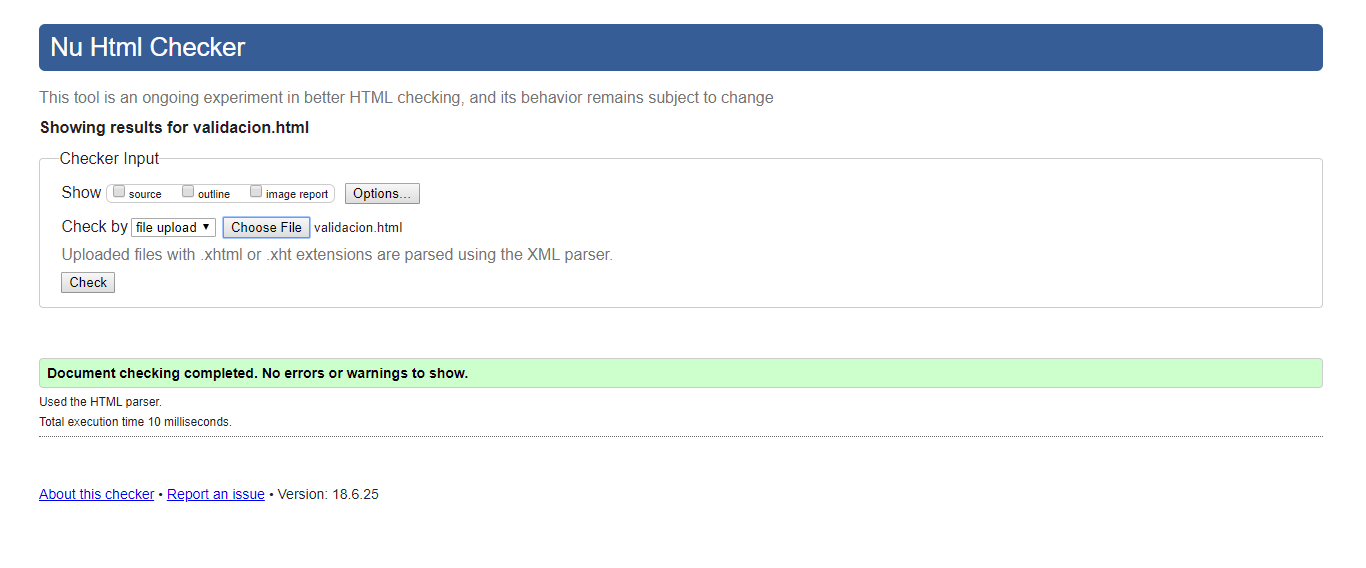 Nu Html Checker
This tool is an ongoing experiment in better HTML checking, and its behavior remains subject to change
Showing results for validacion.html
Checker Input
Show source outline image report Options...
Check by file upload Choose File validacion.html
Uploaded files with .xhtml or .xht extensions are parsed using the XML parser.
Check
Document checking completed. No errors or warnings to show.
Used the HTML parser.
Total execution time 10 milliseconds.
About this checker • Report an issue • Version: 18.6.25